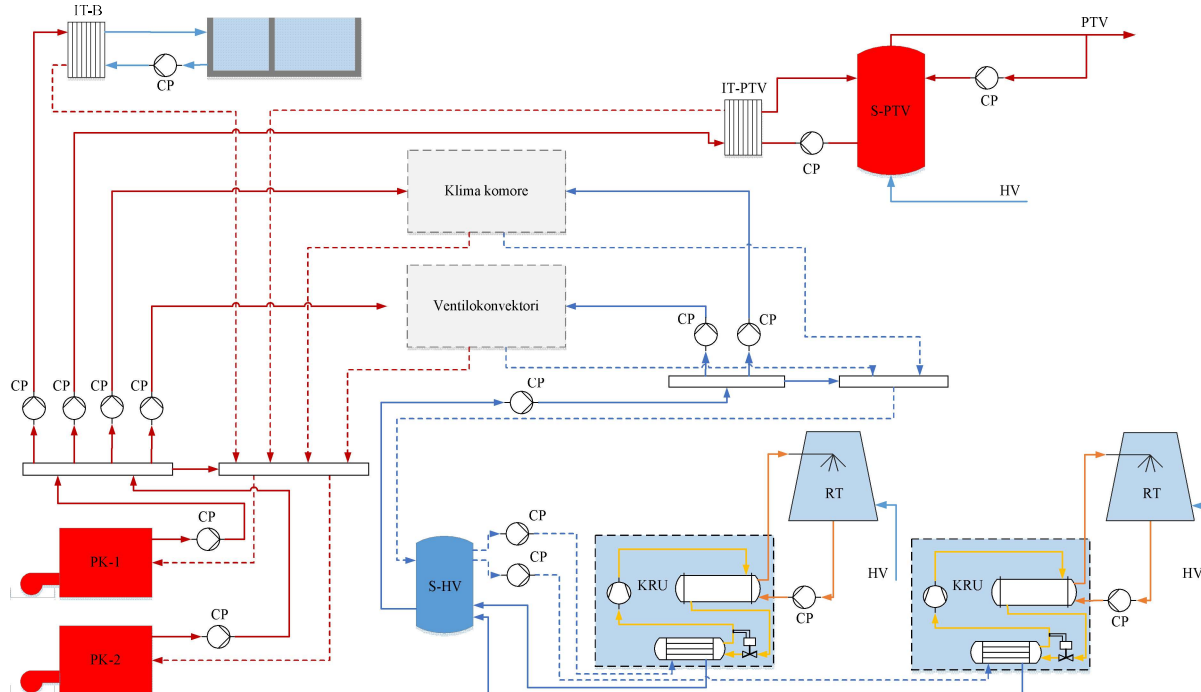 IT-B
CP
PTV
IT-PTV
CP
S-PTV
CP
HV
Klima komore
Ventilokonvektori
CP
CP
CP
CP
CP
CP
CP
RT
RT
CP
PK-1
CP
CP
S-HV
KRU
HV
KRU
HV
CP
CP
CP
PK-2